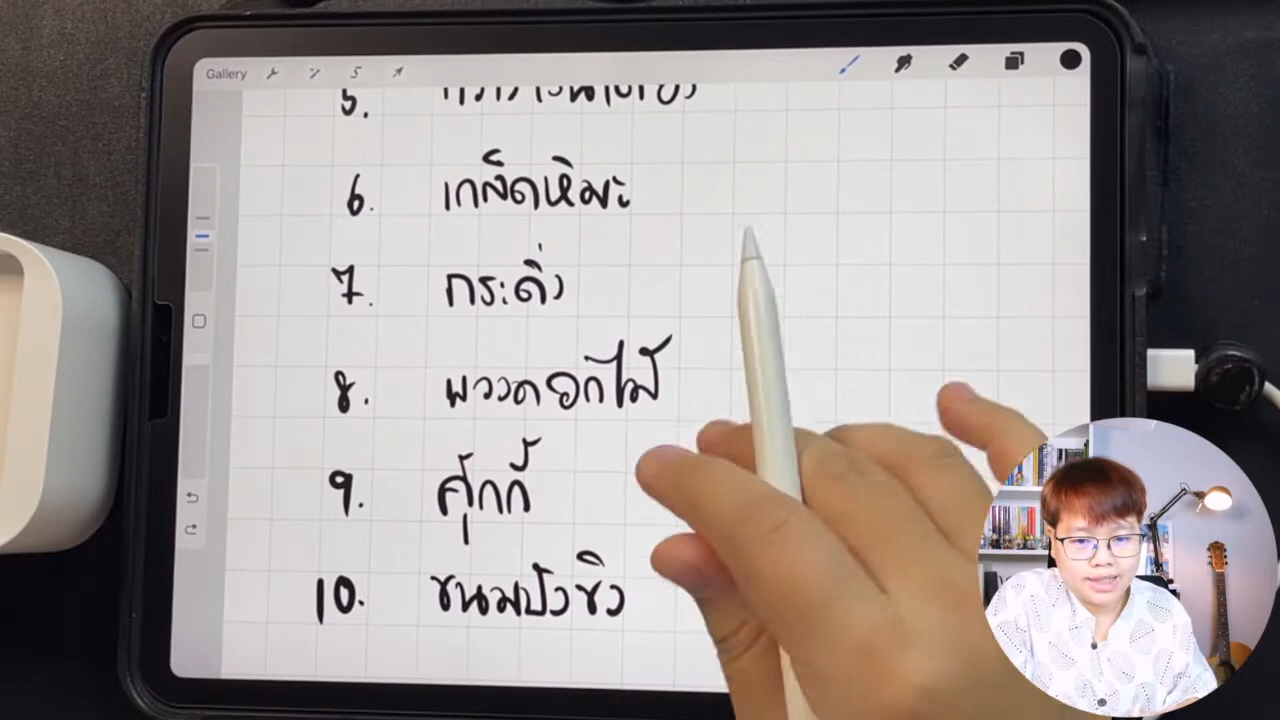 Gallery
5.
6. เกล็ดหิมะ
7. กระดิ่ง
8. พวงดอกไม้
9. คุ้กกี้
10. ขนมปังขิง